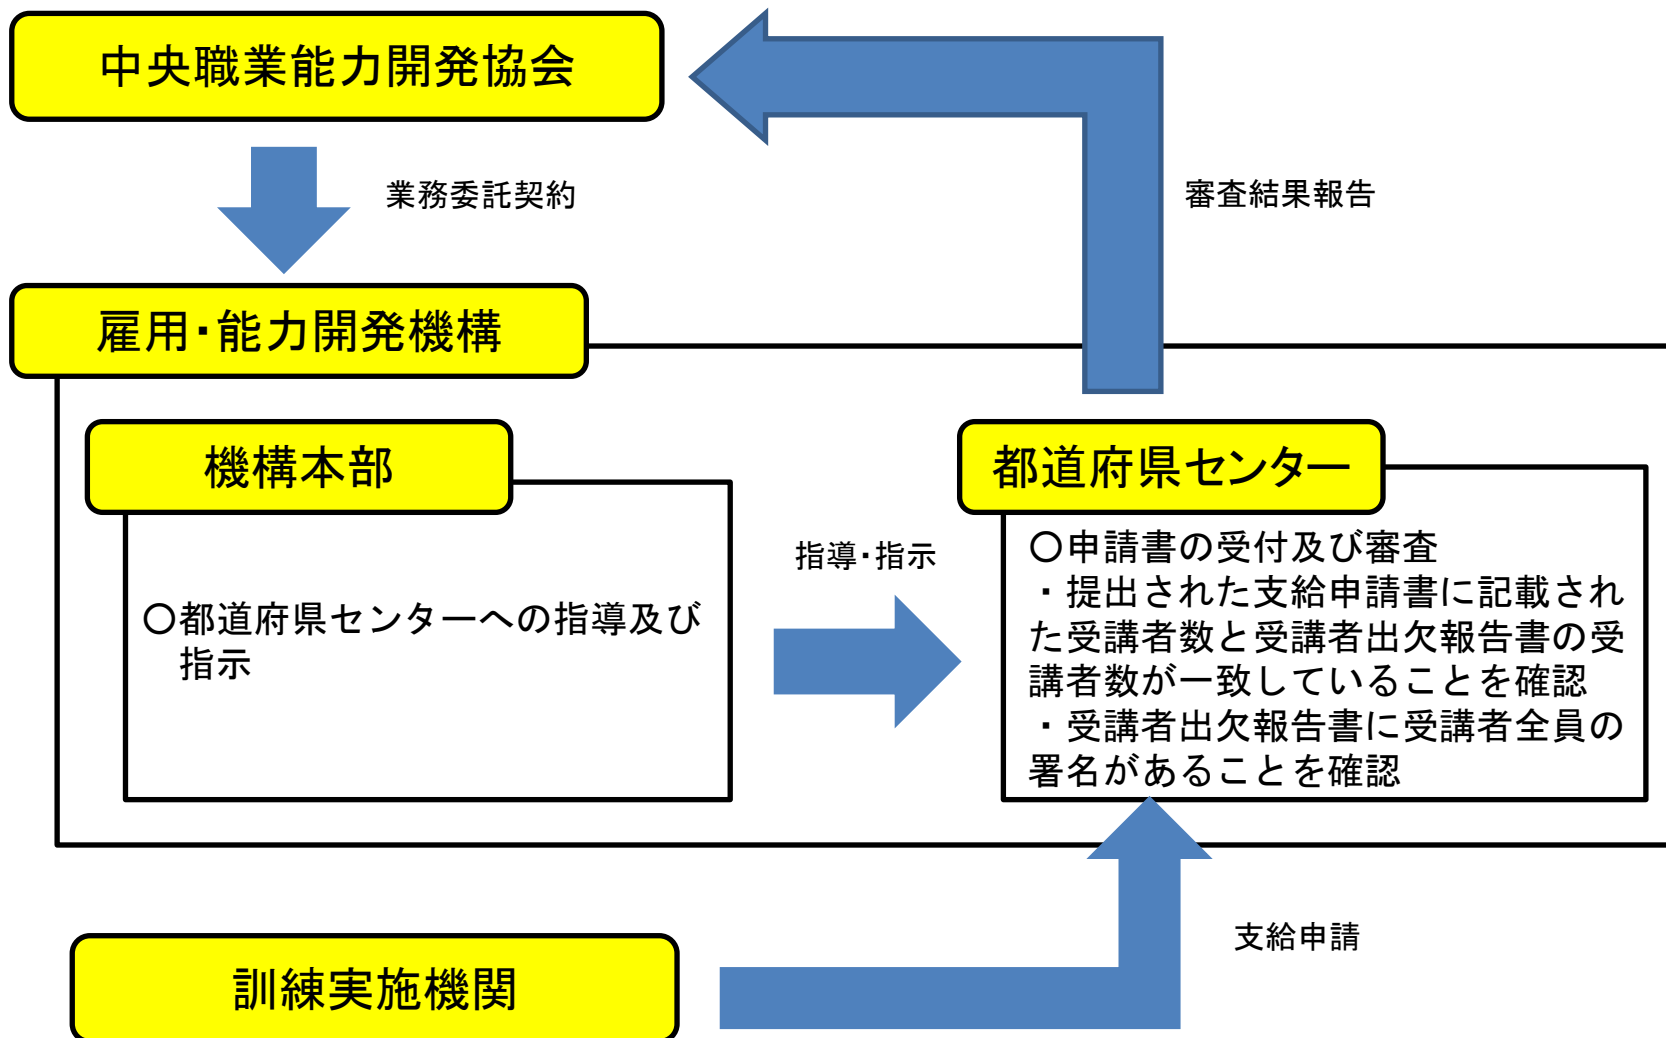 中央職業能力開発協会
業務委託契約
審査結果報告
雇用・能力開発機構
機構本部
○都道府県センターへの指導及び
指示
指導・指示
都道府県センター
○申請書の受付及び審査
・提出された支給申請書に記載され
た受講者数と受講者出欠報告書の受
講者数が一致していることを確認
・受講者出欠報告書に受講者全員の
署名があることを確認
支給申請
訓練実施機関